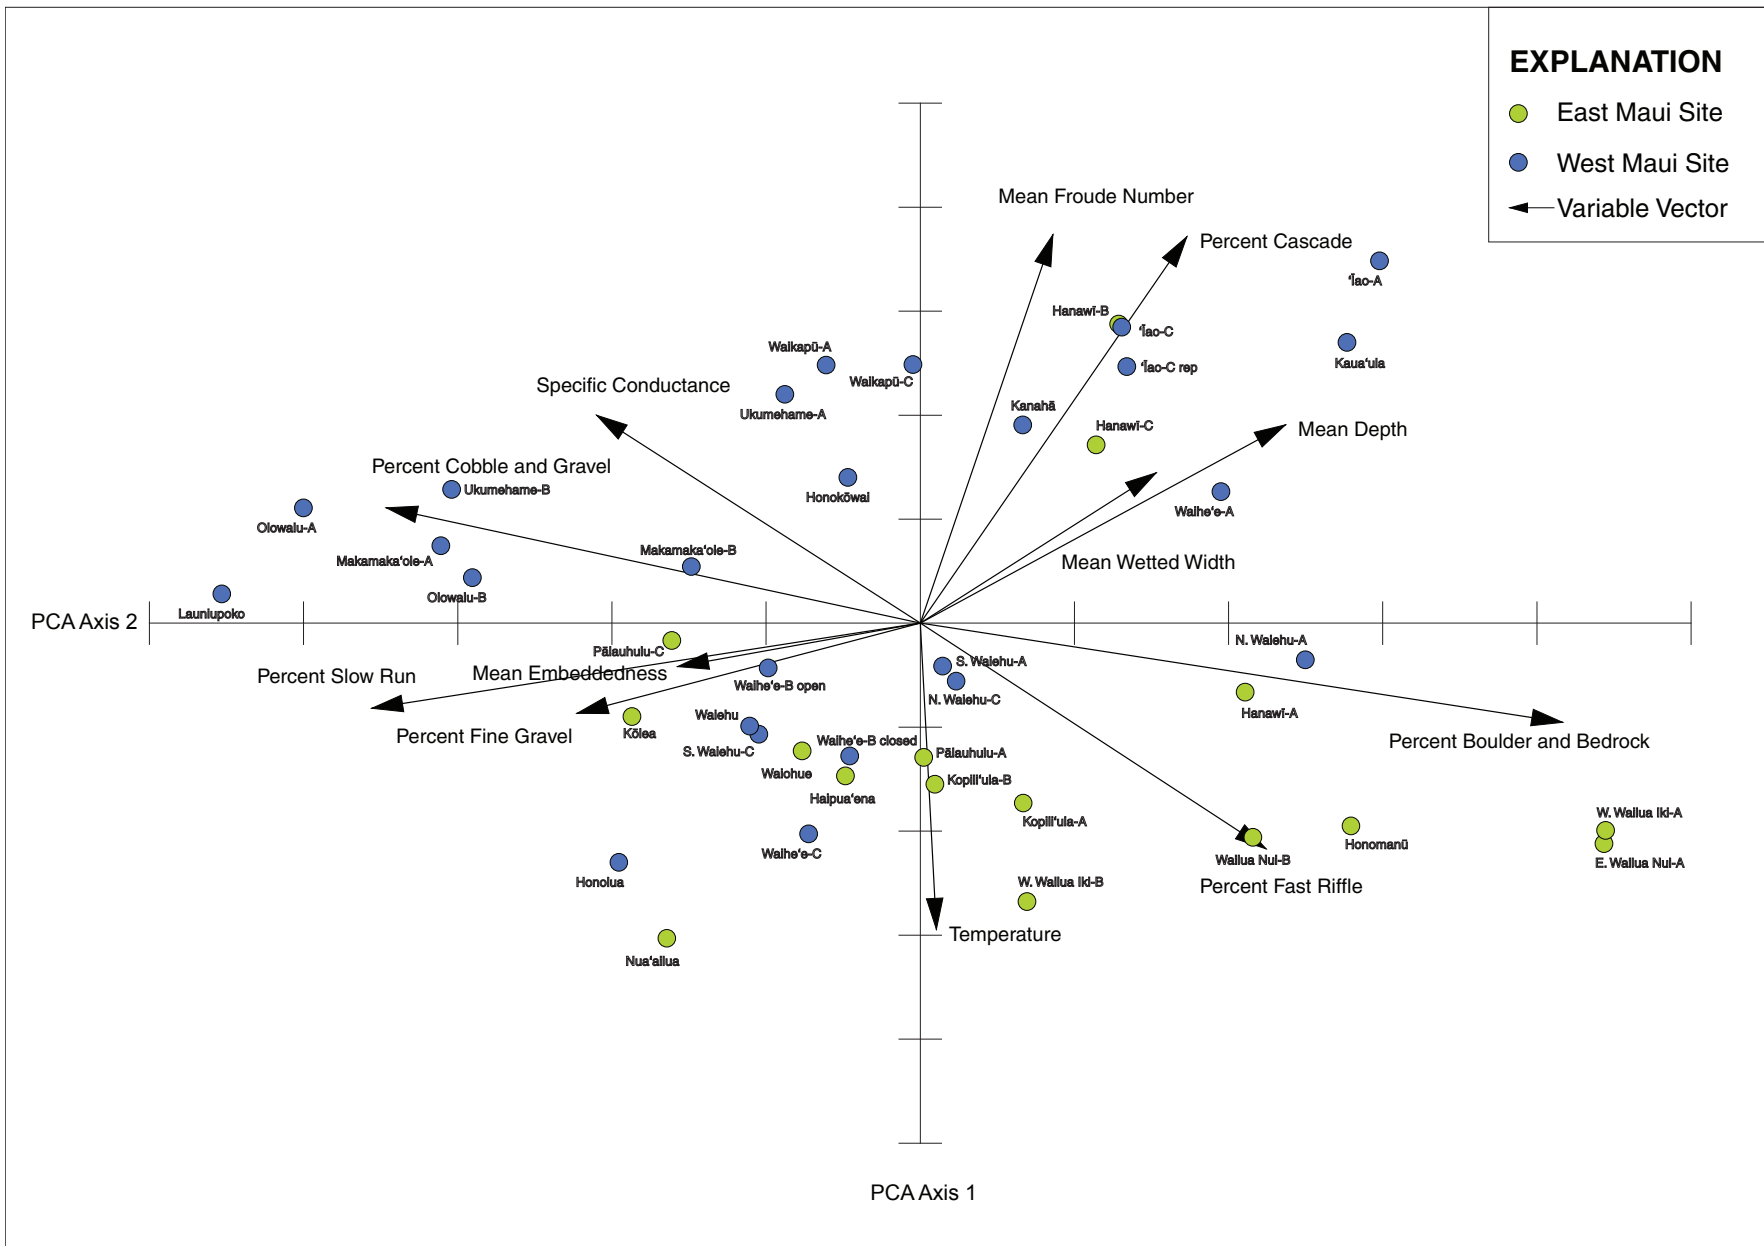 EXPLANATION
East Maui Site
West Maui Site
Variable Vector
Mean Froude Number
Percent Cascade
ʻĪao-A
Hanawī-B
ʻĪao-C
Waikapū-A
Kauaʻula
ʻĪao-C rep
Waikapū-C
Specific Conductance
Kanahā
Ukumehame-A
Hanawī-C
Mean Depth
Percent Cobble and Gravel
Ukumehame-B
Honokōwai
Waiheʻe-A
Olowalu-A
Makamakaʻole-B
Makamakaʻole-A
Mean Wetted Width
Olowalu-B
Launiupoko
PCA Axis 2
N. Waiehu-A
Pālauhulu-C
S. Waiehu-A
Mean Embeddedness
Percent Slow Run
Waiheʻe-B open
N. Waiehu-C
Hanawī-A
Waiehu
Kōlea
Percent Fine Gravel
Waiheʻe-B closed
Percent Boulder and Bedrock
S. Waiehu-C
Pālauhulu-A
Waiohue
Kopiliʻula-B
Haipuaʻena
W. Wailua Iki-A
Kopiliʻula-A
Honomanū
Waiheʻe-C
Wailua Nui-B
E. Wailua Nui-A
Honolua
W. Wailua Iki-B
Percent Fast Riffle
Temperature
Nuaʻailua
PCA Axis 1